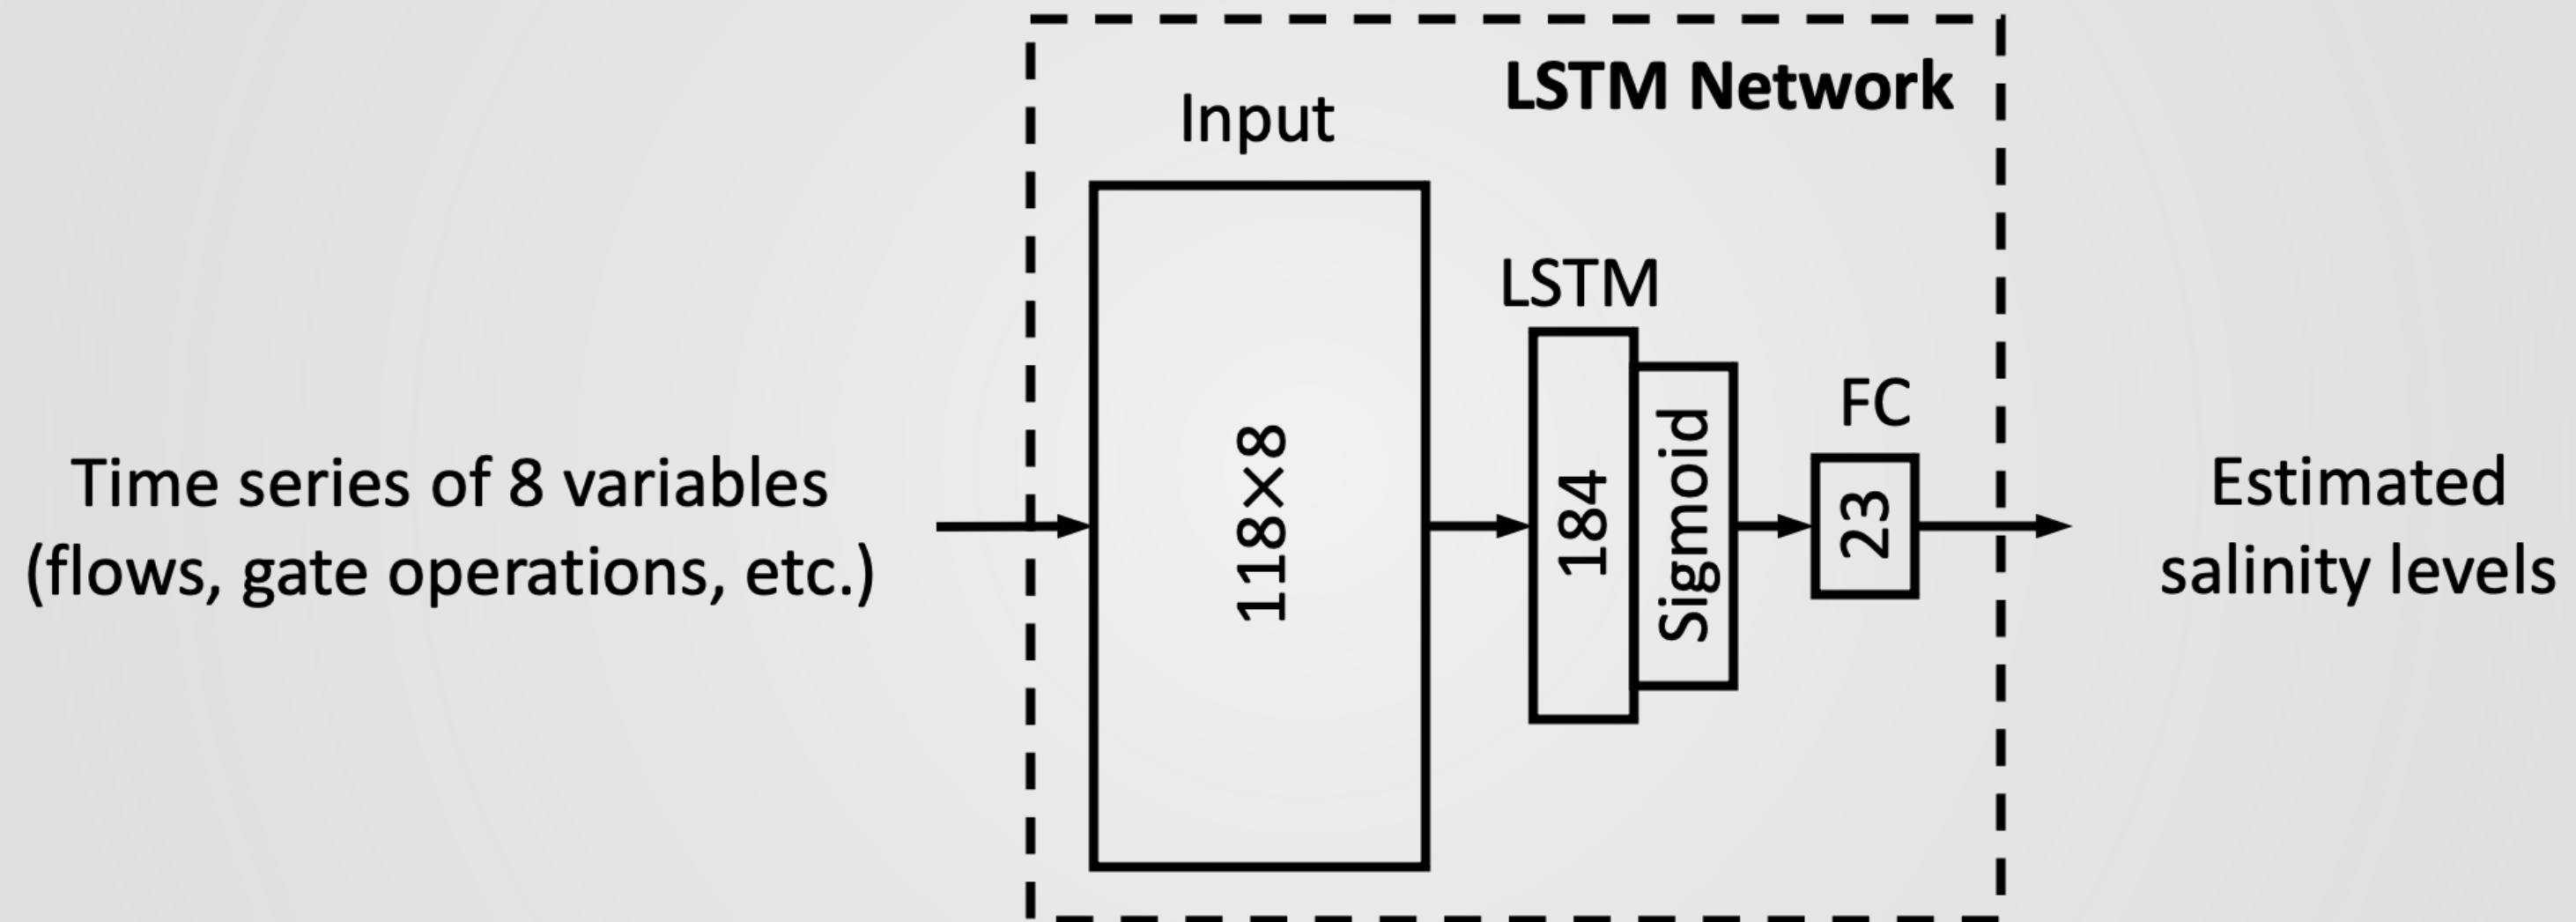 LSTM Network
Input
LSTM
FC
Time series of 8 variables
(flows, gate operations, etc.)
118×8
184
Sigmoid
23
Estimated
salinity levels